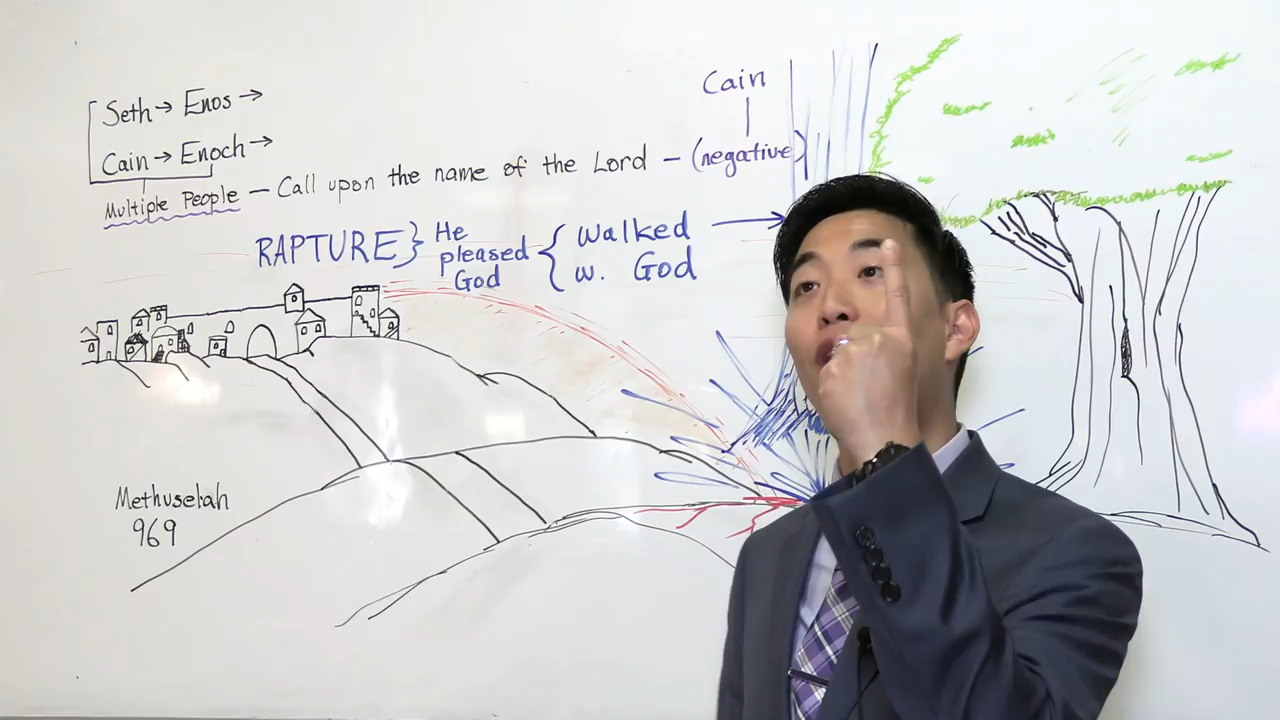 Seth → Enos →
Cain
Cain → Enoch →
Multiple People – Call upon the name of the Lord – (negative)
RAPTURE } He pleased God { Walked w. God →
Methuselah
969